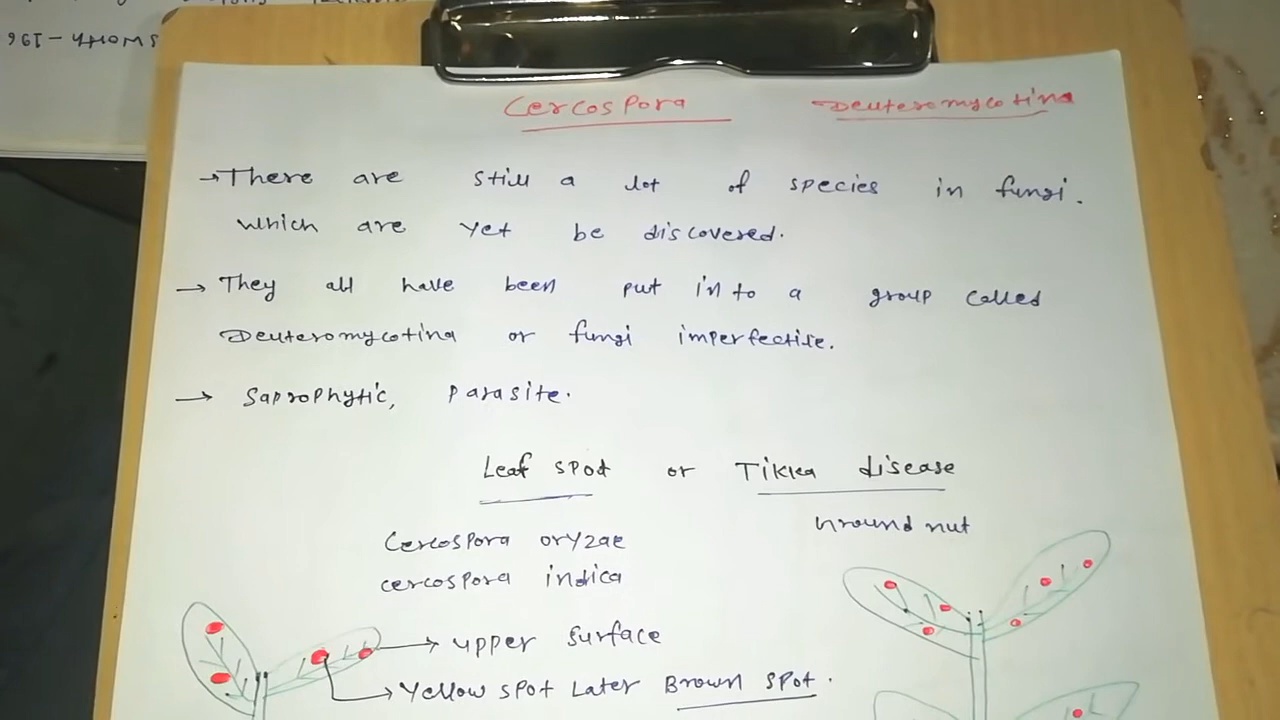 Cercospora Deuteromycotina
→ There are still a lot of species in fungi.
which are yet be discovered.
→ They all have been put in to a group called
Deuteromycotina or fungi imperfectile.
→ Saprophytic, parasite.
Leaf spot or Tikka disease
Ground nut
Cercospora oryzae
cercospora indica
→ upper surface
→ Yellow spot Later Brown spot.